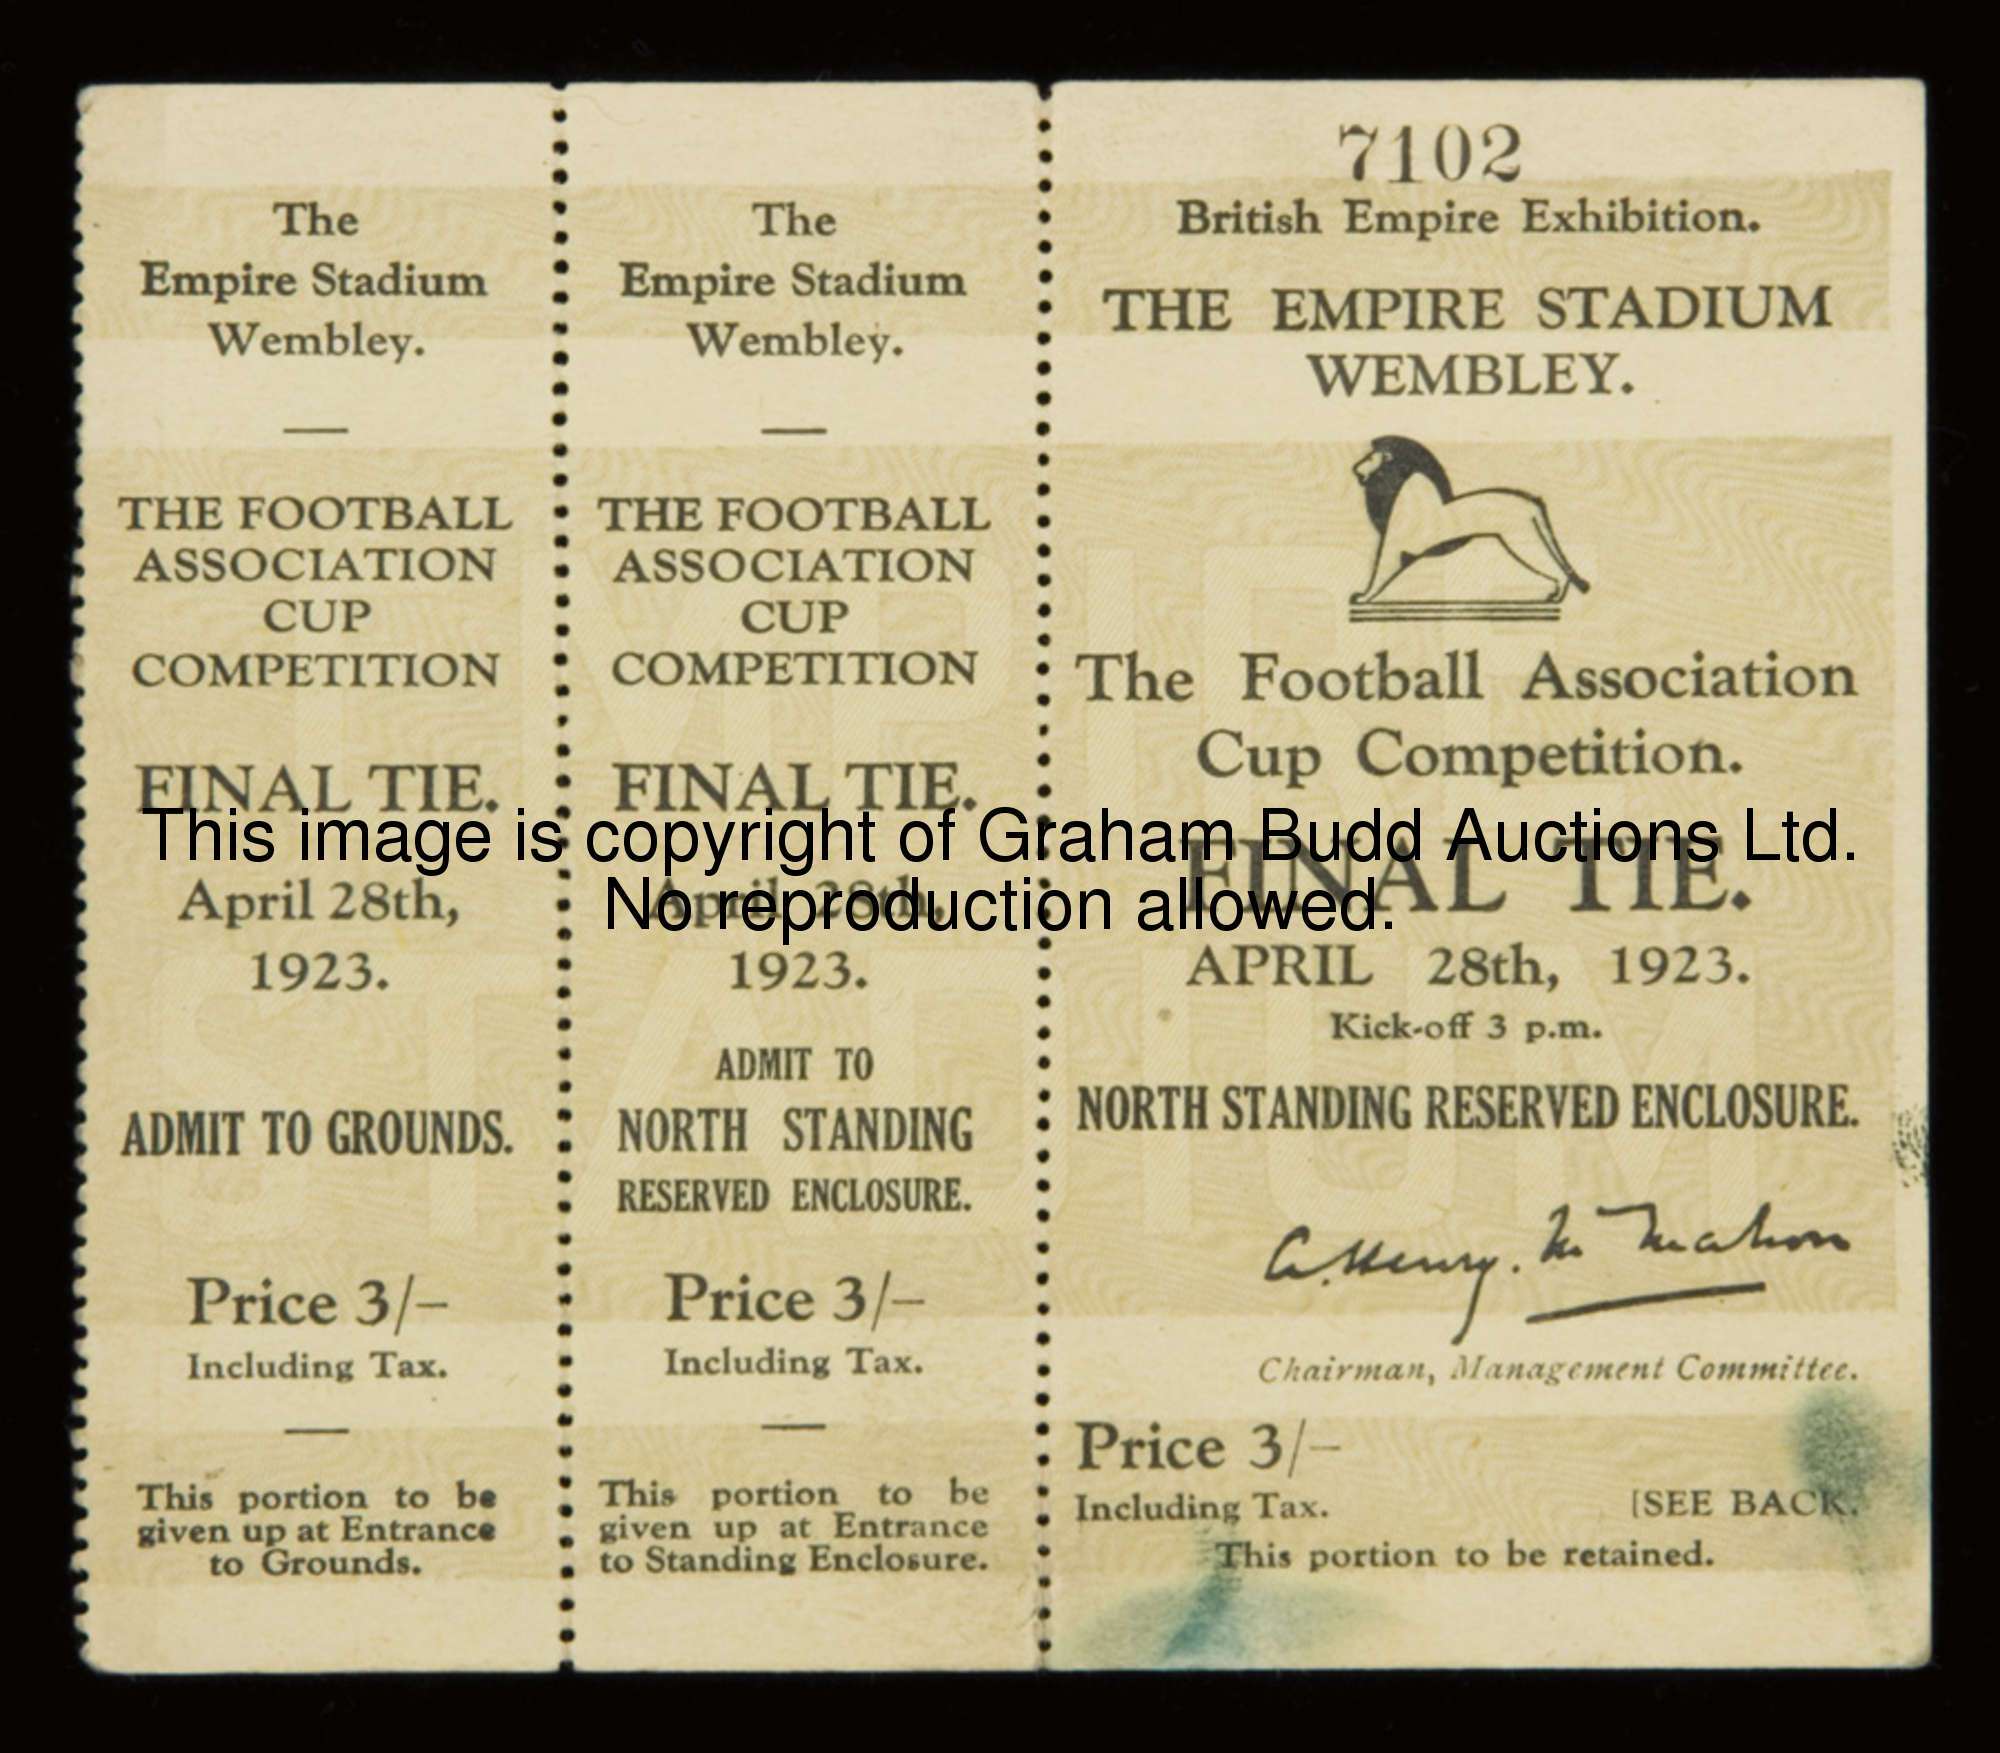 The
Empire Stadium
Wembley.
THE FOOTBALL
ASSOCIATION
CUP
COMPETITION
FINAL TIE.
April 28th,
1923.
ADMIT TO GROUNDS.
Price 3/–
Including Tax.
This portion to be
given up at Entrance
to Grounds.
The
Empire Stadium
Wembley.
THE FOOTBALL
ASSOCIATION
CUP
COMPETITION
FINAL TIE.
April 28th,
1923.
ADMIT TO
NORTH STANDING
RESERVED ENCLOSURE.
Price 3/–
Including Tax.
This portion to be
given up at Entrance
to Standing Enclosure.
7102
British Empire Exhibition.
THE EMPIRE STADIUM
WEMBLEY.
The Football Association
Cup Competition.
FINAL TIE.
APRIL 28th, 1923.
Kick-off 3 p.m.
NORTH STANDING RESERVED ENCLOSURE.
A. Henry. McMahon
Chairman, Management Committee.
Price 3/–
Including Tax.
[SEE BACK.
This portion to be retained.
This image is copyright of Graham Budd Auctions Ltd.
No reproduction allowed.
EMPIRE
STADIUM